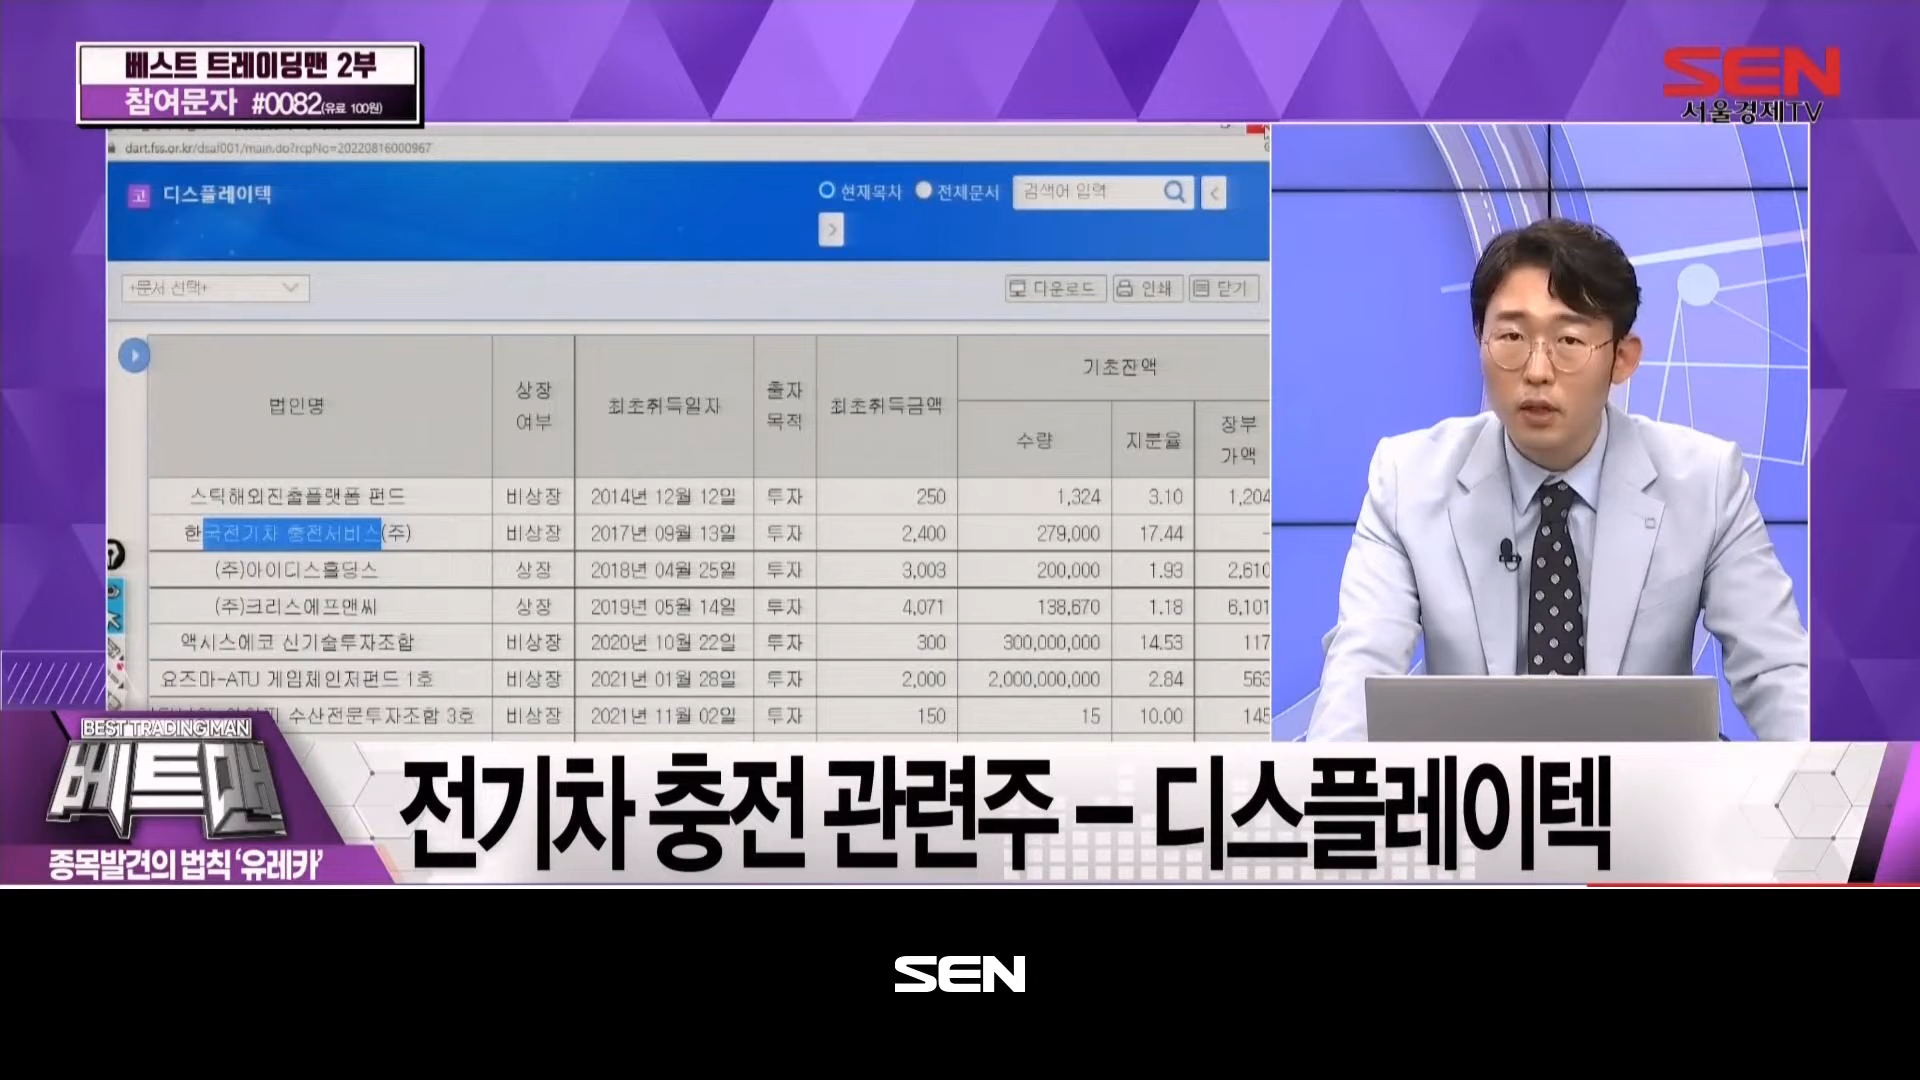 베스트 트레이딩맨 2부
참여문자 #0082(유료 100원)
SEN
서울경제TV
dart.fss.or.kr/dsaf001/main.do?rcpNo=20220816000967
고 디스플레이텍
현재목차 전체문서 검색어 입력
+문서 선택+
다운로드 인쇄 닫기
법인명 상장여부 최초취득일자 출자목적 최초취득금액 기초잔액
수량 지분율 장부가액
스틱해외진출플랫폼 펀드 비상장 2014년 12월 12일 투자 250 1,324 3.10 1,204
한국전기차 충전서비스(주) 비상장 2017년 09월 13일 투자 2,400 279,000 17.44 -
(주)아이디스홀딩스 상장 2018년 04월 25일 투자 3,003 200,000 1.93 2,610
(주)크리스에프앤씨 상장 2019년 05월 14일 투자 4,071 138,670 1.18 6,101
액시스에코 신기술투자조합 비상장 2020년 10월 22일 투자 300 300,000,000 14.53 117
요즈마-ATU 게임체인저펀드 1호 비상장 2021년 01월 28일 투자 2,000 2,000,000,000 2.84 563
수산전문투자조합 3호 비상장 2021년 11월 02일 투자 150 15 10.00 145
BEST TRADING MAN
베트맨
종목발견의 법칙 ‘유레카’
전기차 충전 관련주 – 디스플레이텍
SEN